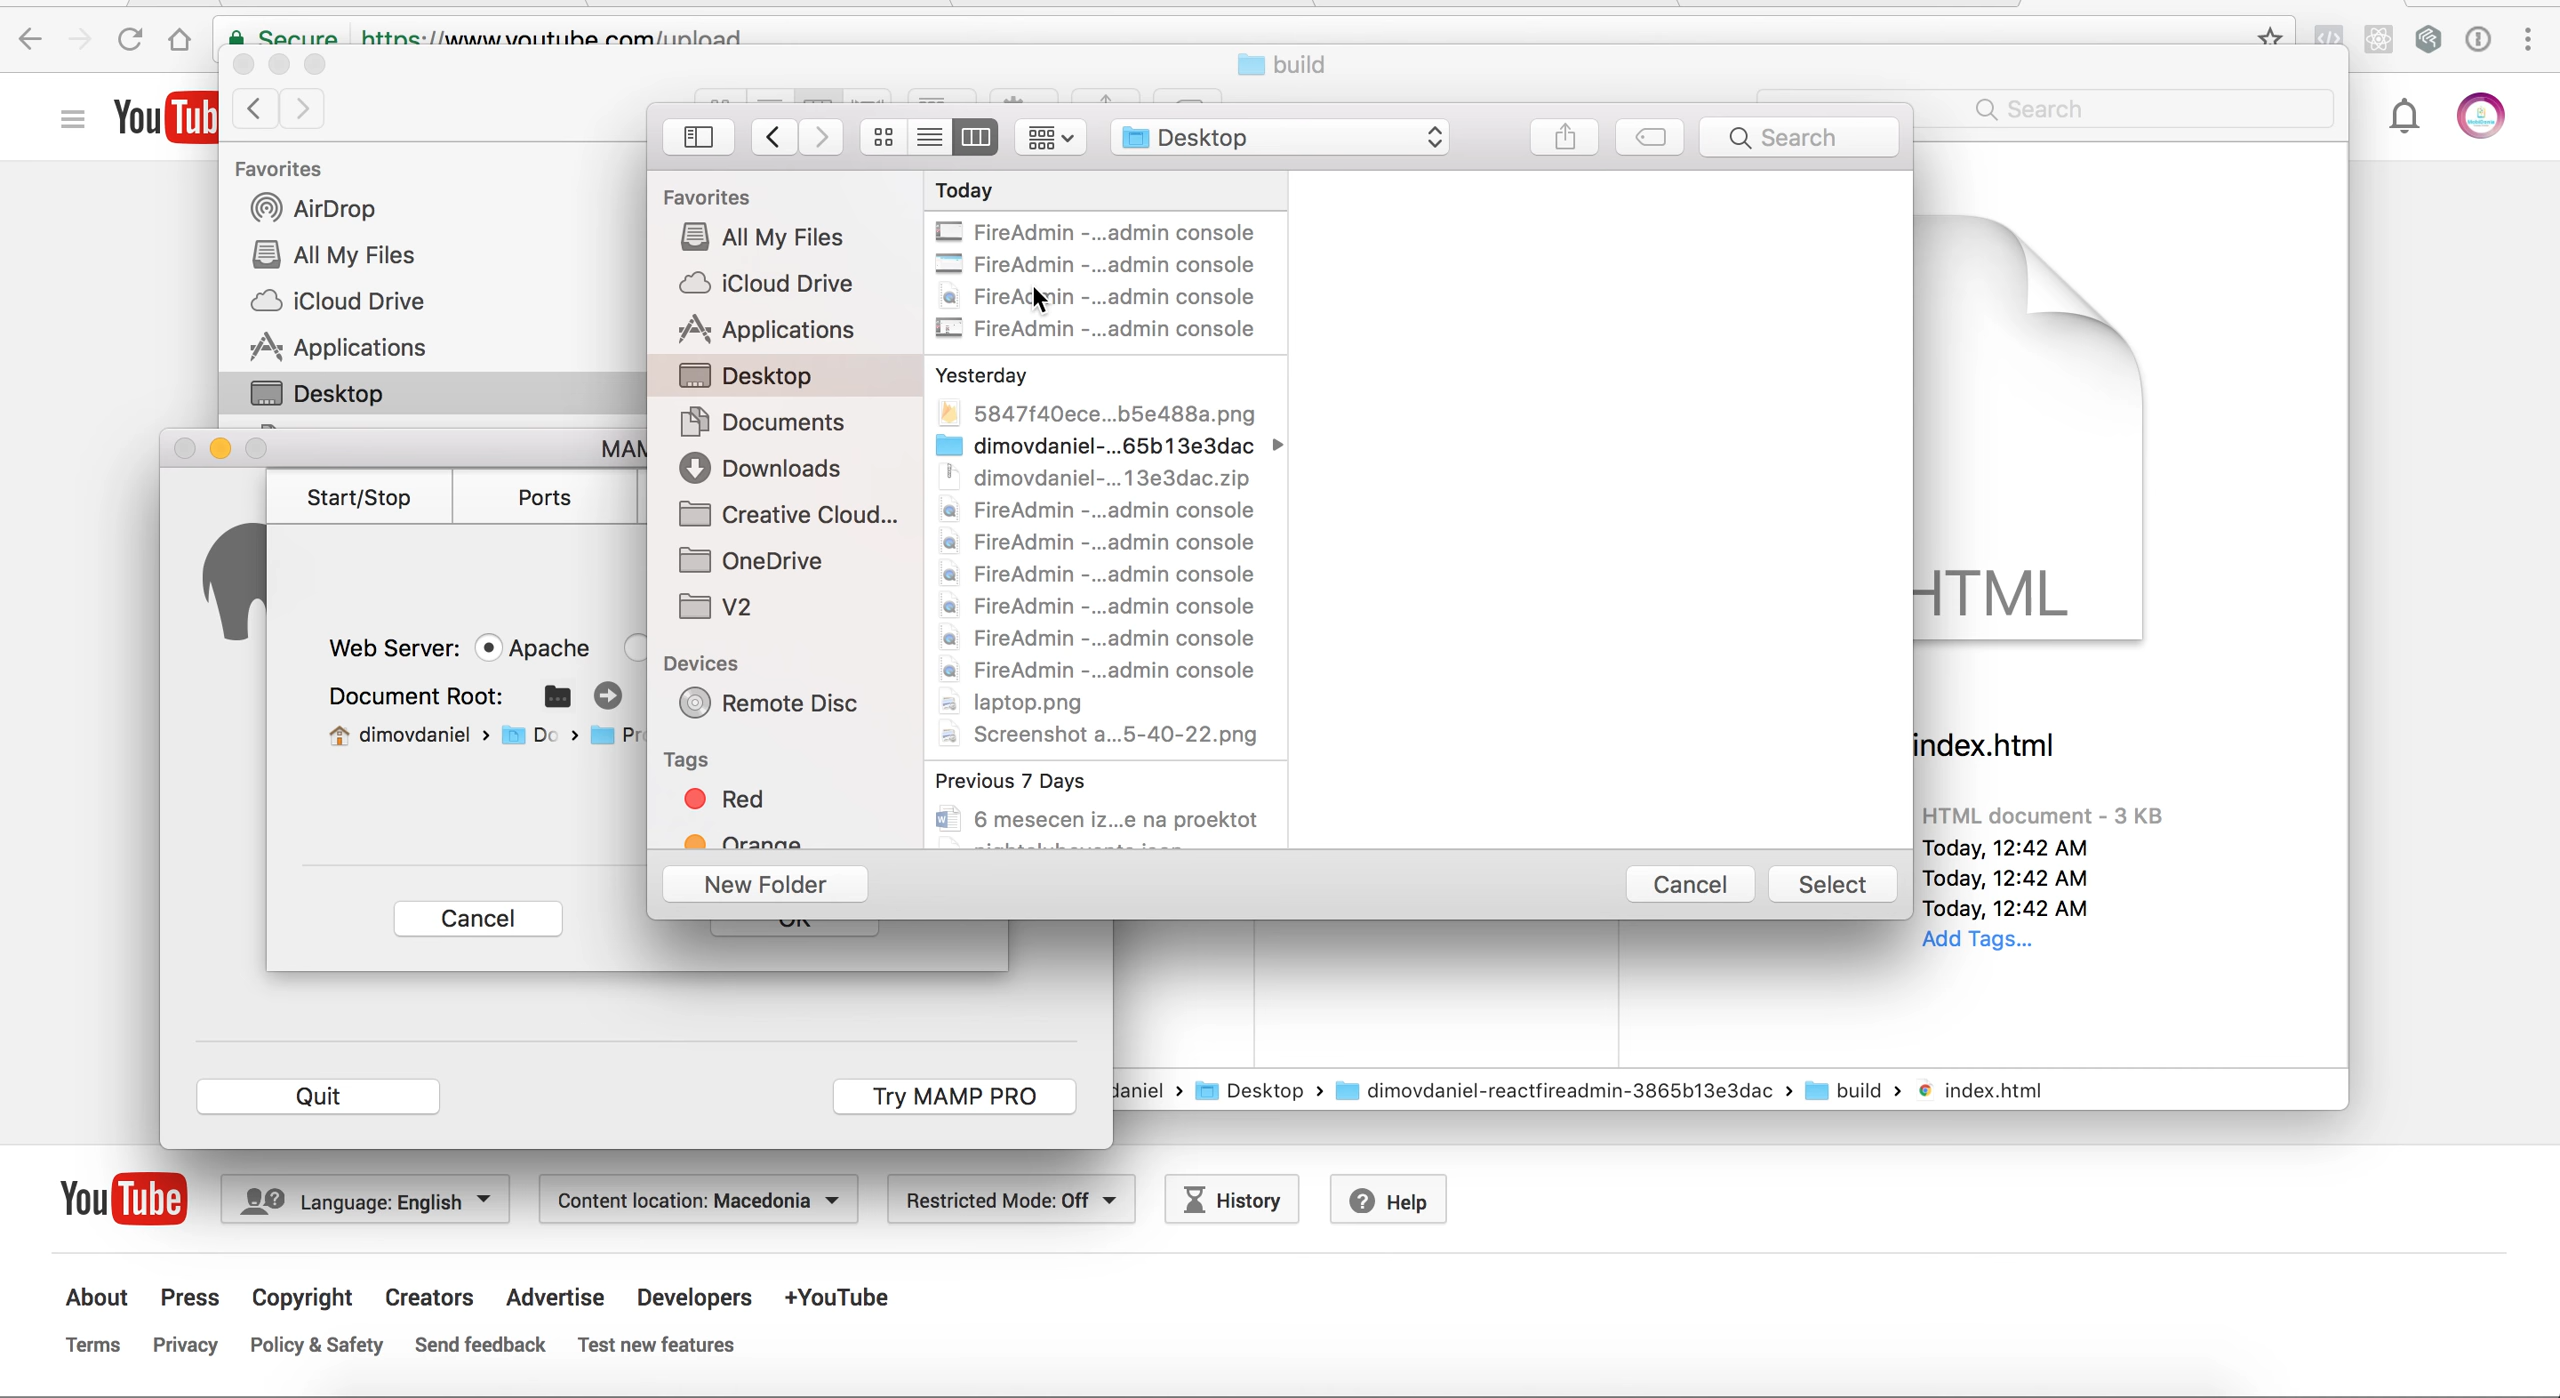 Secure https://www.youtube.com/upload
build
YouTub
Search
Favorites
AirDrop
All My Files
iCloud Drive
Applications
Desktop
Desktop
Search
Favorites
All My Files
iCloud Drive
Applications
Desktop
Documents
Downloads
Creative Cloud...
OneDrive
V2
Devices
Remote Disc
Tags
Red
Orange
Today
FireAdmin -...admin console
FireAdmin -...admin console
FireAdmin -...admin console
FireAdmin -...admin console
Yesterday
5847f40ece...b5e488a.png
dimovdaniel-...65b13e3dac
dimovdaniel-...13e3dac.zip
FireAdmin -...admin console
FireAdmin -...admin console
FireAdmin -...admin console
FireAdmin -...admin console
FireAdmin -...admin console
FireAdmin -...admin console
laptop.png
Screenshot a...5-40-22.png
Previous 7 Days
6 mesecen iz...e na proektot
New Folder
Cancel
Select
MAM
Start/Stop
Ports
Web Server: Apache
Document Root:
dimovdaniel › Do › Pro
Cancel
OK
Quit
Try MAMP PRO
HTML
index.html
HTML document - 3 KB
Today, 12:42 AM
Today, 12:42 AM
Today, 12:42 AM
Add Tags...
daniel › Desktop › dimovdaniel-reactfireadmin-3865b13e3dac › build › index.html
YouTube
Language: English
Content location: Macedonia
Restricted Mode: Off
History
Help
About Press Copyright Creators Advertise Developers +YouTube
Terms Privacy Policy & Safety Send feedback Test new features